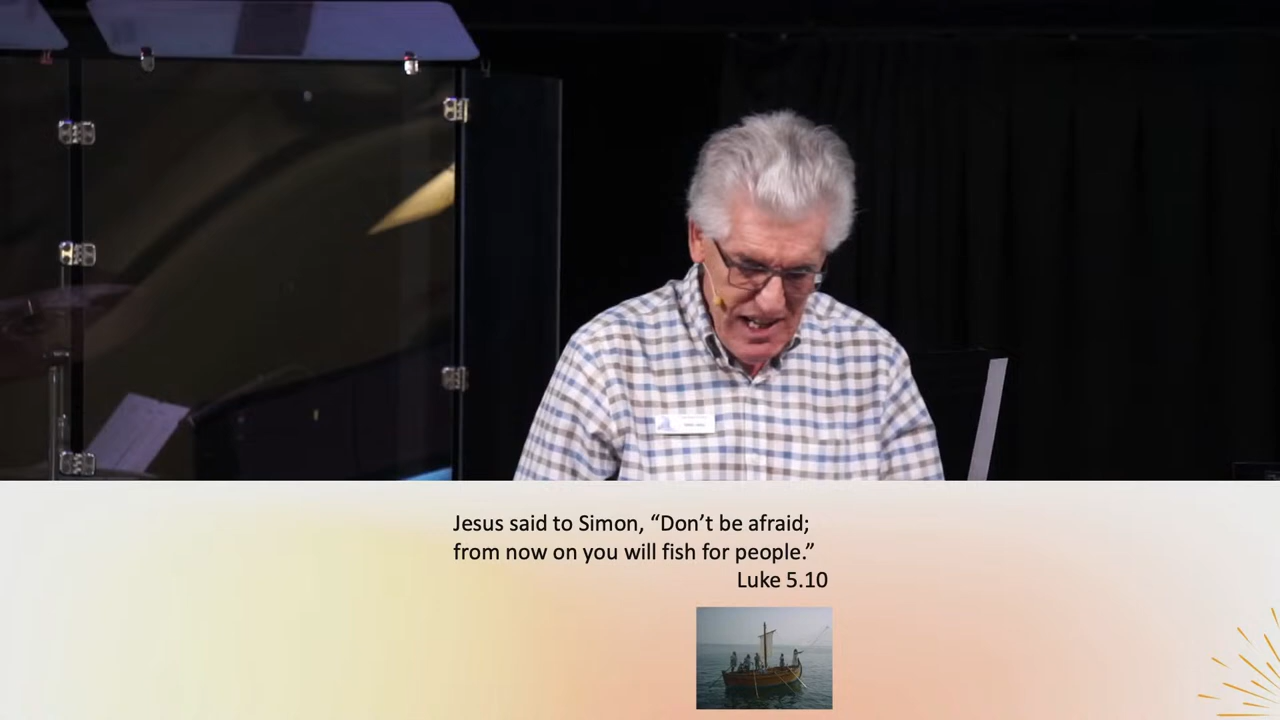 Jesus said to Simon, “Don’t be afraid;
from now on you will fish for people.”
Luke 5.10